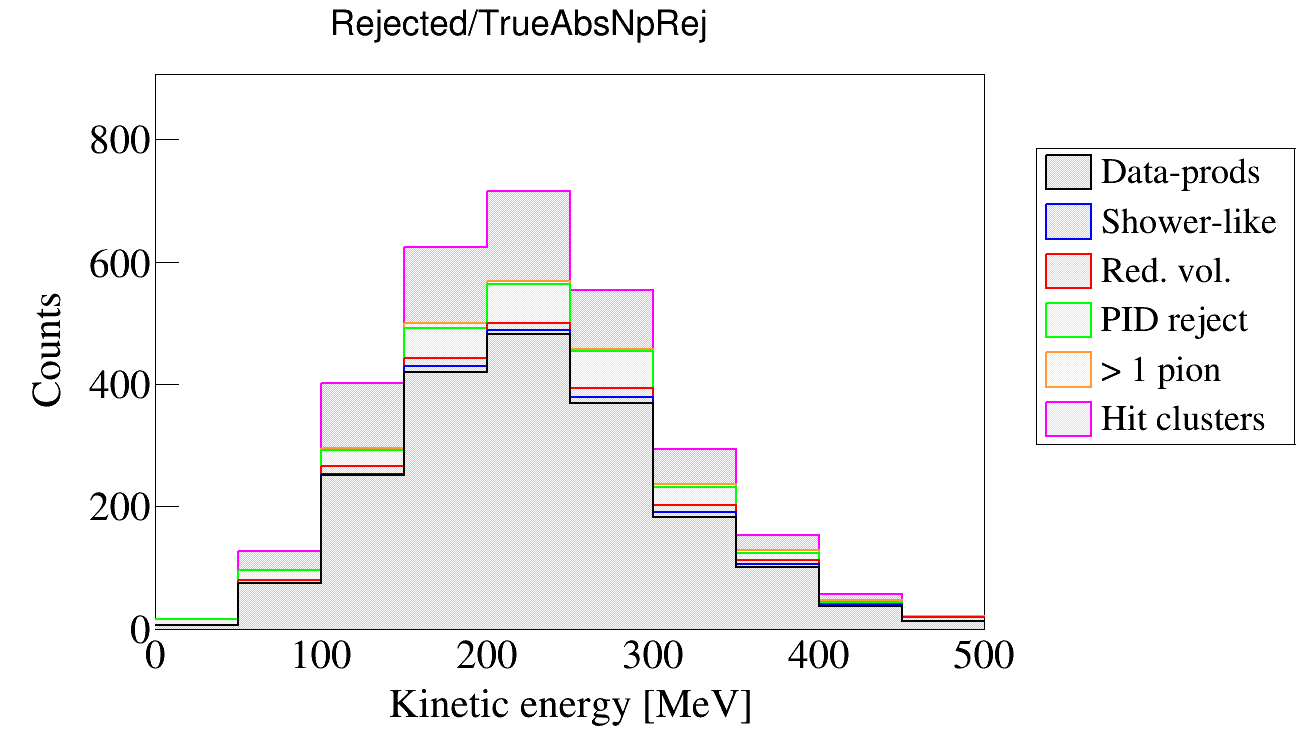 Rejected/TrueAbsNpRej
800
600
400
200
0
Counts
0 100 200 300 400 500
Kinetic energy [MeV]
Data-prods
Shower-like
Red. vol.
PID reject
> 1 pion
Hit clusters